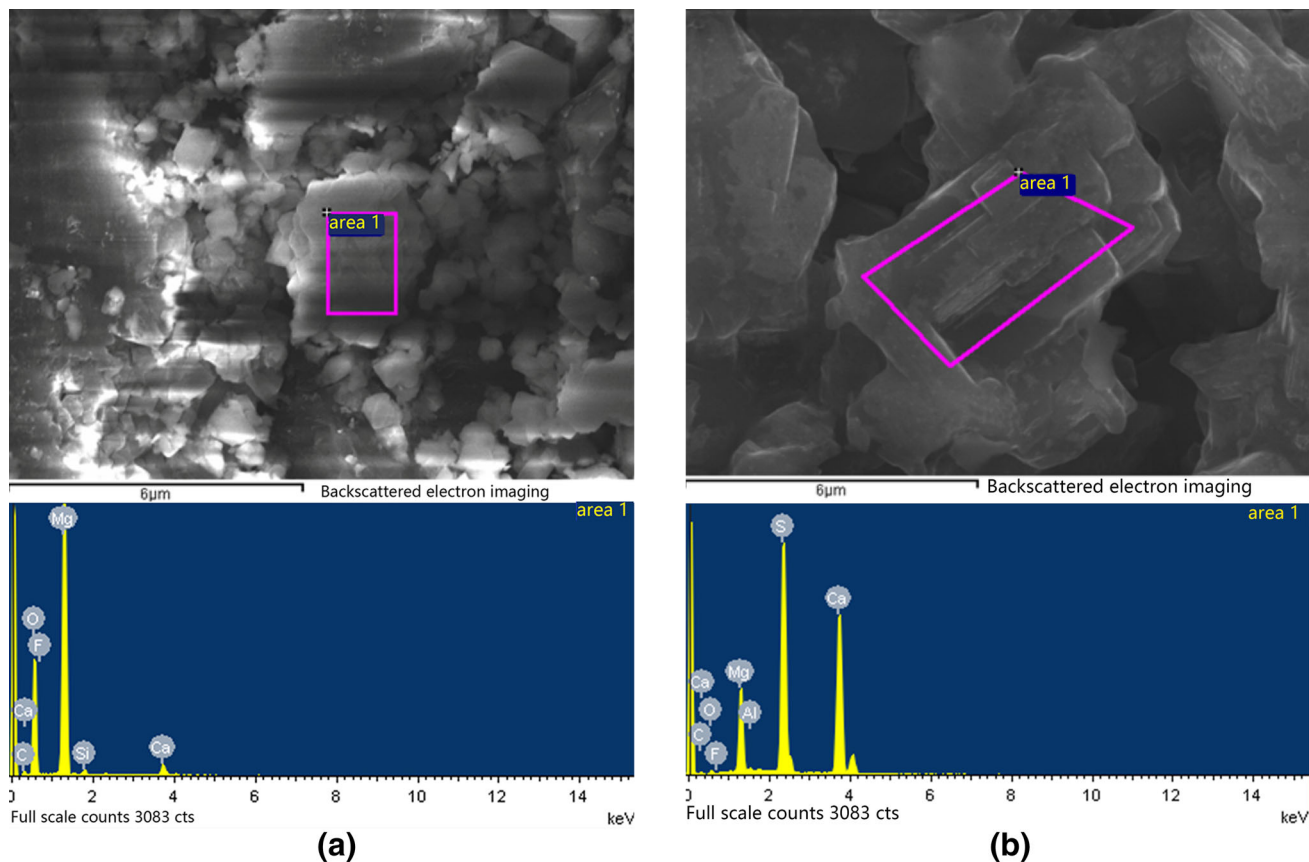 area 1
6µm
Backscattered electron imaging
area 1
Mg
O
F
Ca
C
Si
Ca
0 2 4 6 8 10 12 14
keV
Full scale counts 3083 cts
(a)
area 1
6µm
Backscattered electron imaging
area 1
S
Ca
Mg
Ca
Al
O
C
F
0 2 4 6 8 10 12 14
keV
Full scale counts 3083 cts
(b)